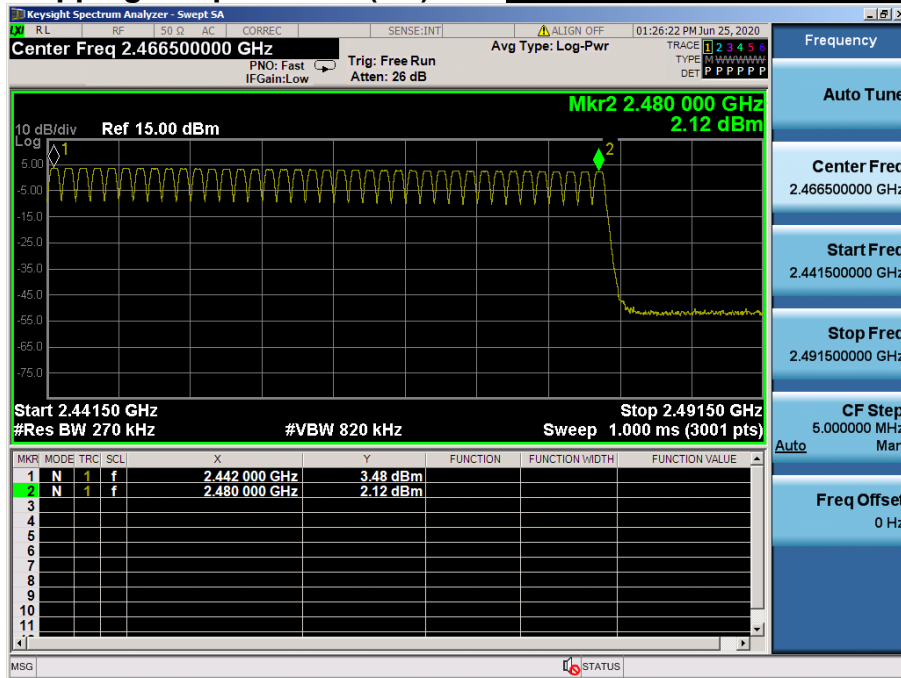 Keysight Spectrum Analyzer - Swept SA
LXI RL RF 50 Ω AC CORREC SENSE:INT ALIGN OFF 01:26:22 PM Jun 25, 2020
Center Freq 2.466500000 GHz
PNO: Fast
IFGain:Low
Trig: Free Run
Atten: 26 dB
Avg Type: Log-Pwr
TRACE 1 2 3 4 5 6
TYPE M WWWWW
DET P P P P P P
Frequency
Mkr2 2.480 000 GHz
2.12 dBm
10 dB/div Ref 15.00 dBm
Log
1
2
5.00
-5.00
-15.0
-25.0
-35.0
-45.0
-55.0
-65.0
-75.0
Start 2.44150 GHz Stop 2.49150 GHz
#Res BW 270 kHz #VBW 820 kHz Sweep 1.000 ms (3001 pts)
MKR MODE TRC SCL X Y FUNCTION FUNCTION WIDTH FUNCTION VALUE
1 N 1 f 2.442 000 GHz 3.48 dBm
2 N 1 f 2.480 000 GHz 2.12 dBm
3
4
5
6
7
8
9
10
11
MSG STATUS
Auto Tune
Center Freq
2.466500000 GHz
Start Freq
2.441500000 GHz
Stop Freq
2.491500000 GHz
CF Step
5.000000 MHz
Auto Man
Freq Offset
0 Hz